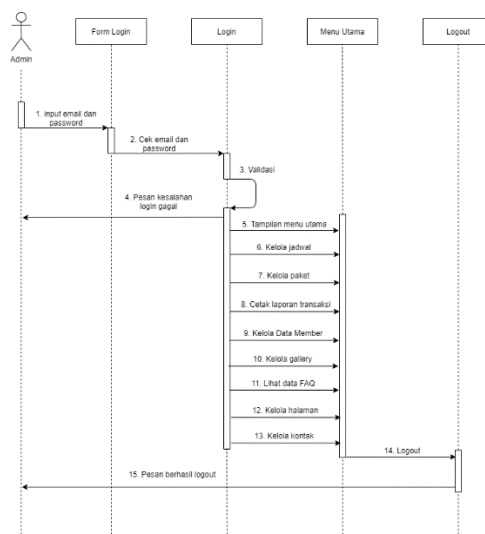 Form Login
Login
Menu Utama
Logout
Admin
1. input email dan
password
2. Cek email dan
password
3. Validasi
4. Pesan kesalahan
login gagal
5. Tampilan menu utama
6. Kelola jadwal
7. Kelola paket
8. Cetak laporan transaksi
9. Kelola Data Member
10. Kelola gallery
11. Lihat data FAQ
12. Kelola halaman
13. Kelola kontak
14. Logout
15. Pesan berhasil logout